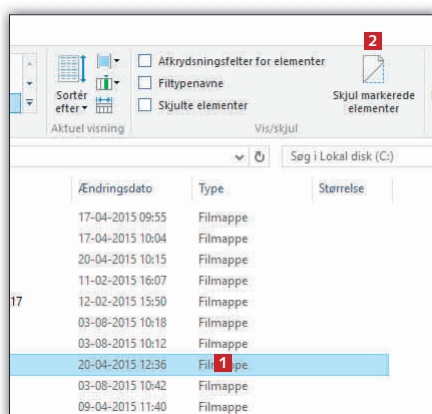 2
Afkrydsningsfelter for elementer
Filtypenavne
Skjulte elementer
Sortér
efter
Skjul markerede
elementer
Aktuel visning
Vis/skjul
Søg i Lokal disk (C:)
Ændringsdato Type Størrelse
17-04-2015 09:55 Filmappe
17-04-2015 10:04 Filmappe
20-04-2015 10:15 Filmappe
11-02-2015 16:07 Filmappe
17 12-02-2015 15:50 Filmappe
03-08-2015 10:18 Filmappe
03-08-2015 10:12 Filmappe
20-04-2015 12:36 Filmappe 1
03-08-2015 10:42 Filmappe
09-04-2015 11:40 Filmappe